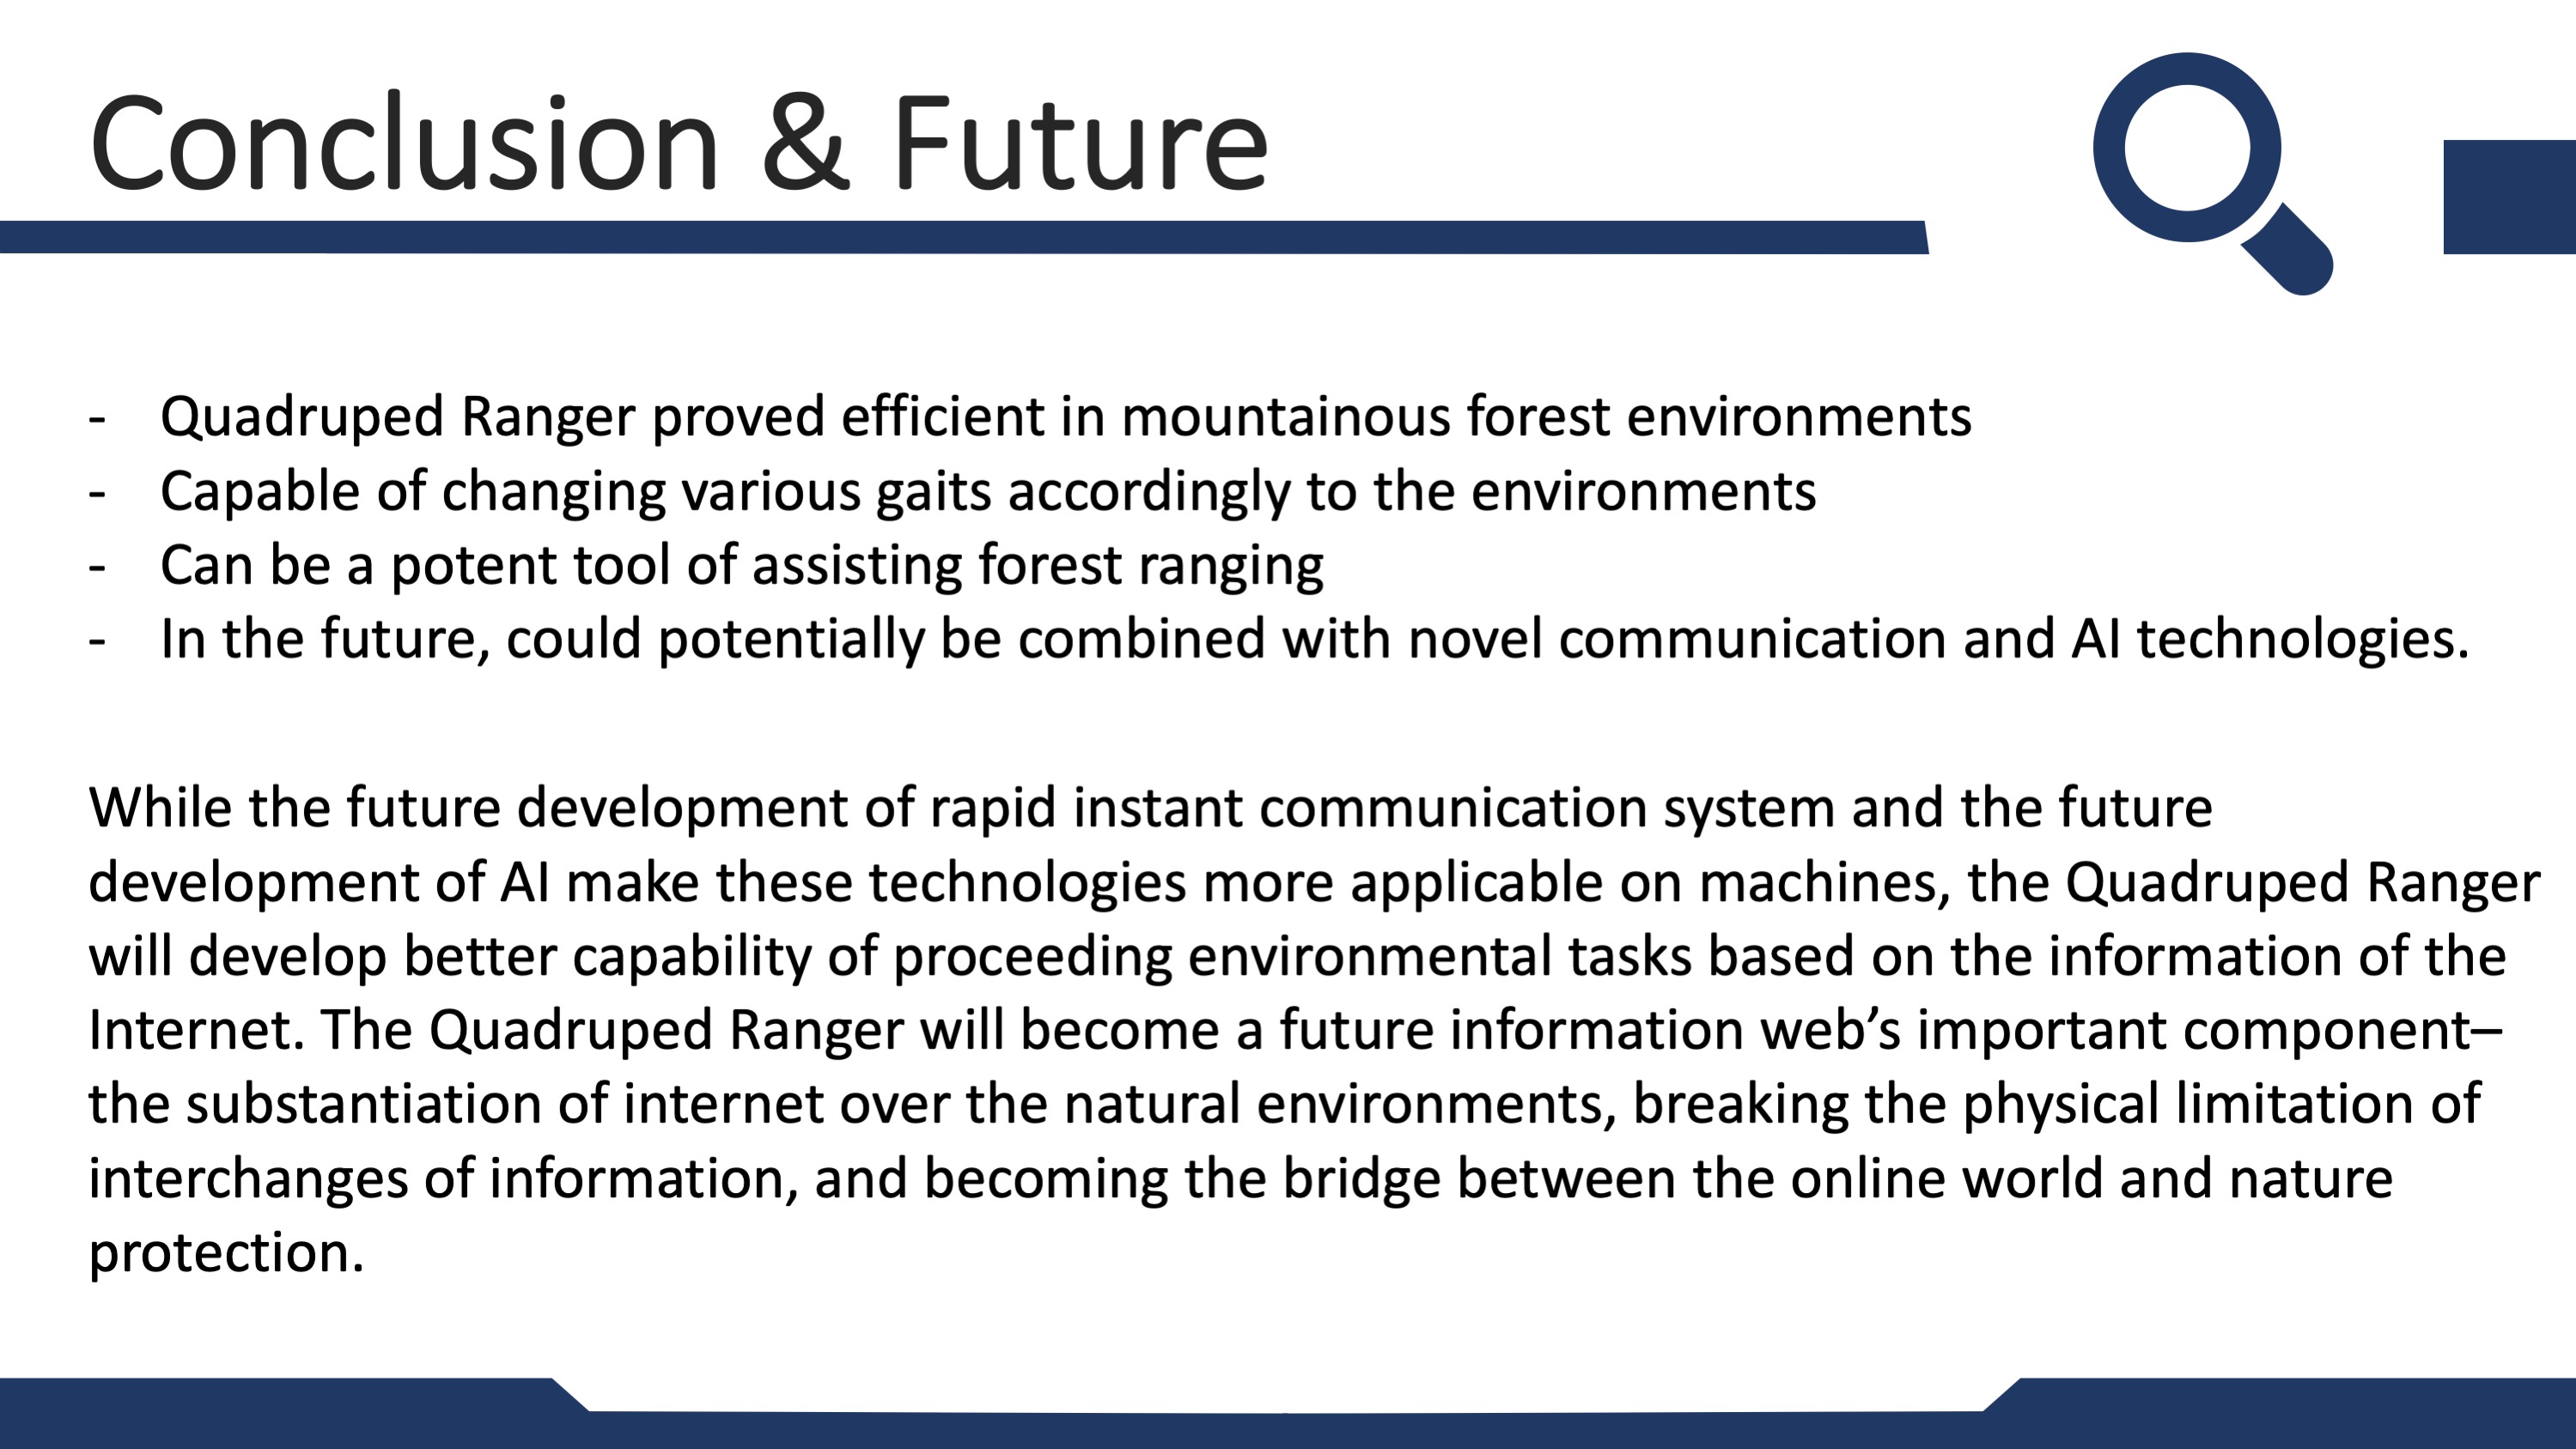 Conclusion & Future
- Quadruped Ranger proved efficient in mountainous forest environments
- Capable of changing various gaits accordingly to the environments
- Can be a potent tool of assisting forest ranging
- In the future, could potentially be combined with novel communication and AI technologies.
While the future development of rapid instant communication system and the future
development of AI make these technologies more applicable on machines, the Quadruped Ranger
will develop better capability of proceeding environmental tasks based on the information of the
Internet. The Quadruped Ranger will become a future information web’s important component–
the substantiation of internet over the natural environments, breaking the physical limitation of
interchanges of information, and becoming the bridge between the online world and nature
protection.